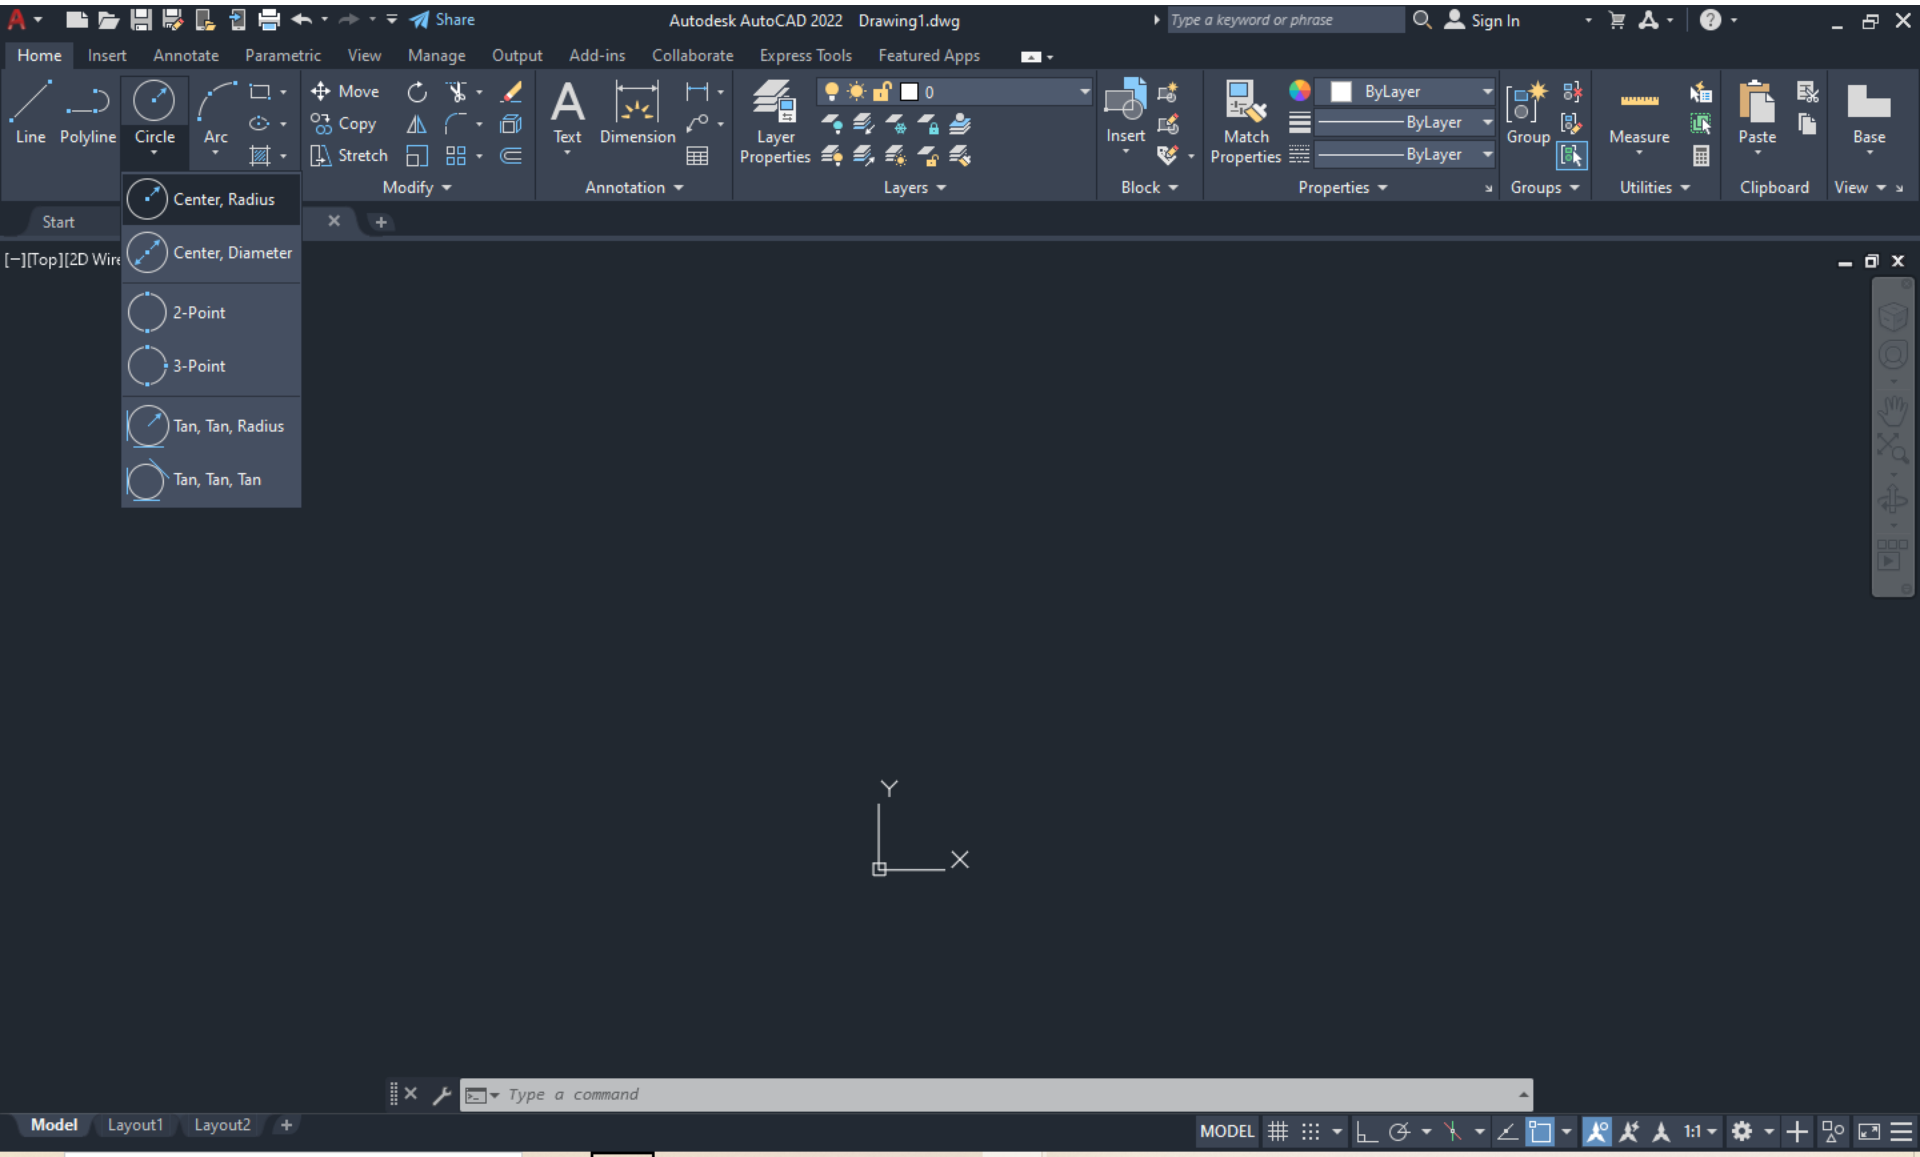 Share
Autodesk AutoCAD 2022 Drawing1.dwg
Type a keyword or phrase
Sign In
Home Insert Annotate Parametric View Manage Output Add-ins Collaborate Express Tools Featured Apps
Line Polyline Circle Arc
Move
Copy
Stretch
Modify
Text Dimension
Annotation
Layer
Properties
0
Layers
Insert
Block
Match
Properties
ByLayer
ByLayer
ByLayer
Properties
Group
Groups
Measure
Utilities
Paste
Clipboard
Base
View
Start
Center, Radius
Center, Diameter
2-Point
3-Point
Tan, Tan, Radius
Tan, Tan, Tan
[−][Top][2D Wire
Y
X
Type a command
Model Layout1 Layout2
MODEL
1:1